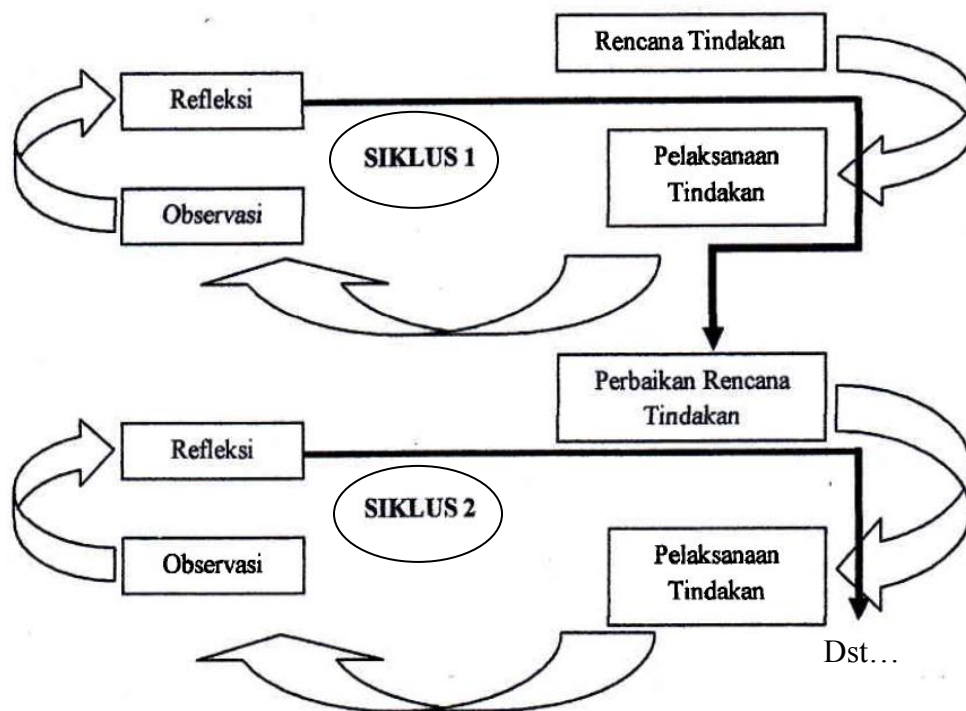 Rencana Tindakan
Refleksi
SIKLUS 1
Pelaksanaan
Tindakan
Observasi
Perbaikan Rencana
Tindakan
Refleksi
SIKLUS 2
Observasi
Pelaksanaan
Tindakan
Dst…